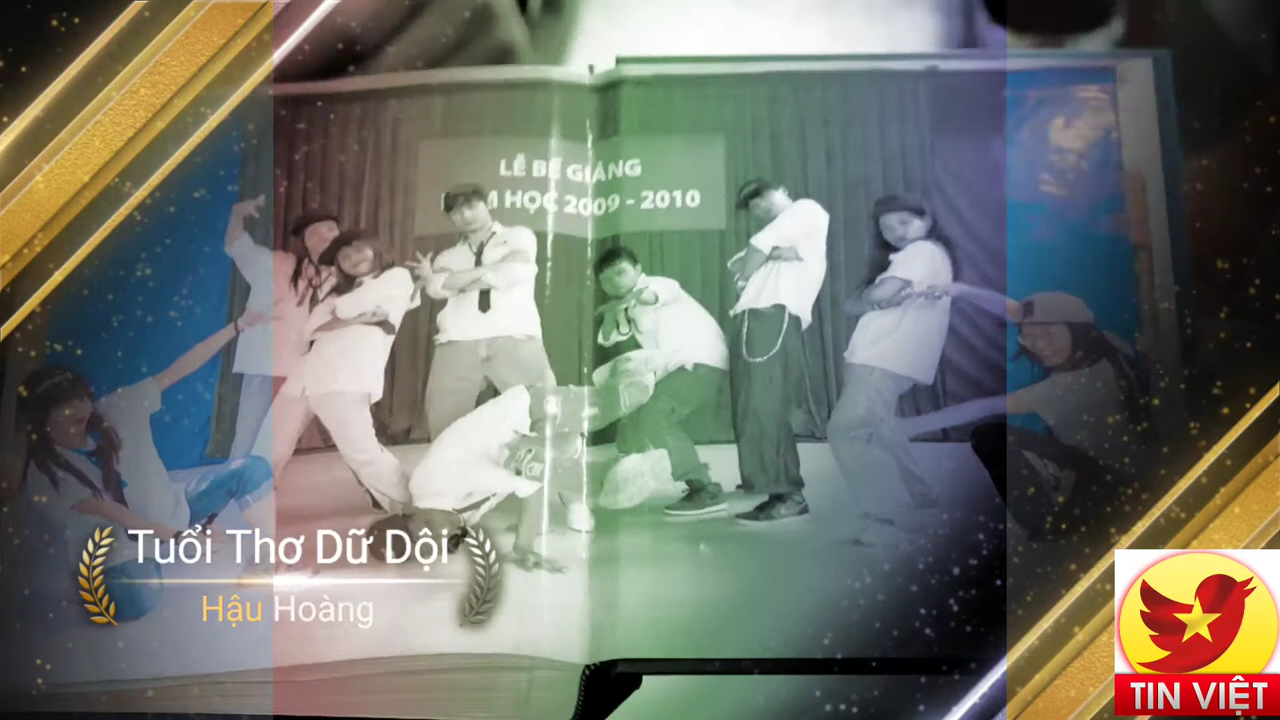 LỄ BẾ GIẢNG
HỌC 2009 - 2010
Tuổi Thơ Dữ Dội
Hậu Hoàng
TIN VIỆT